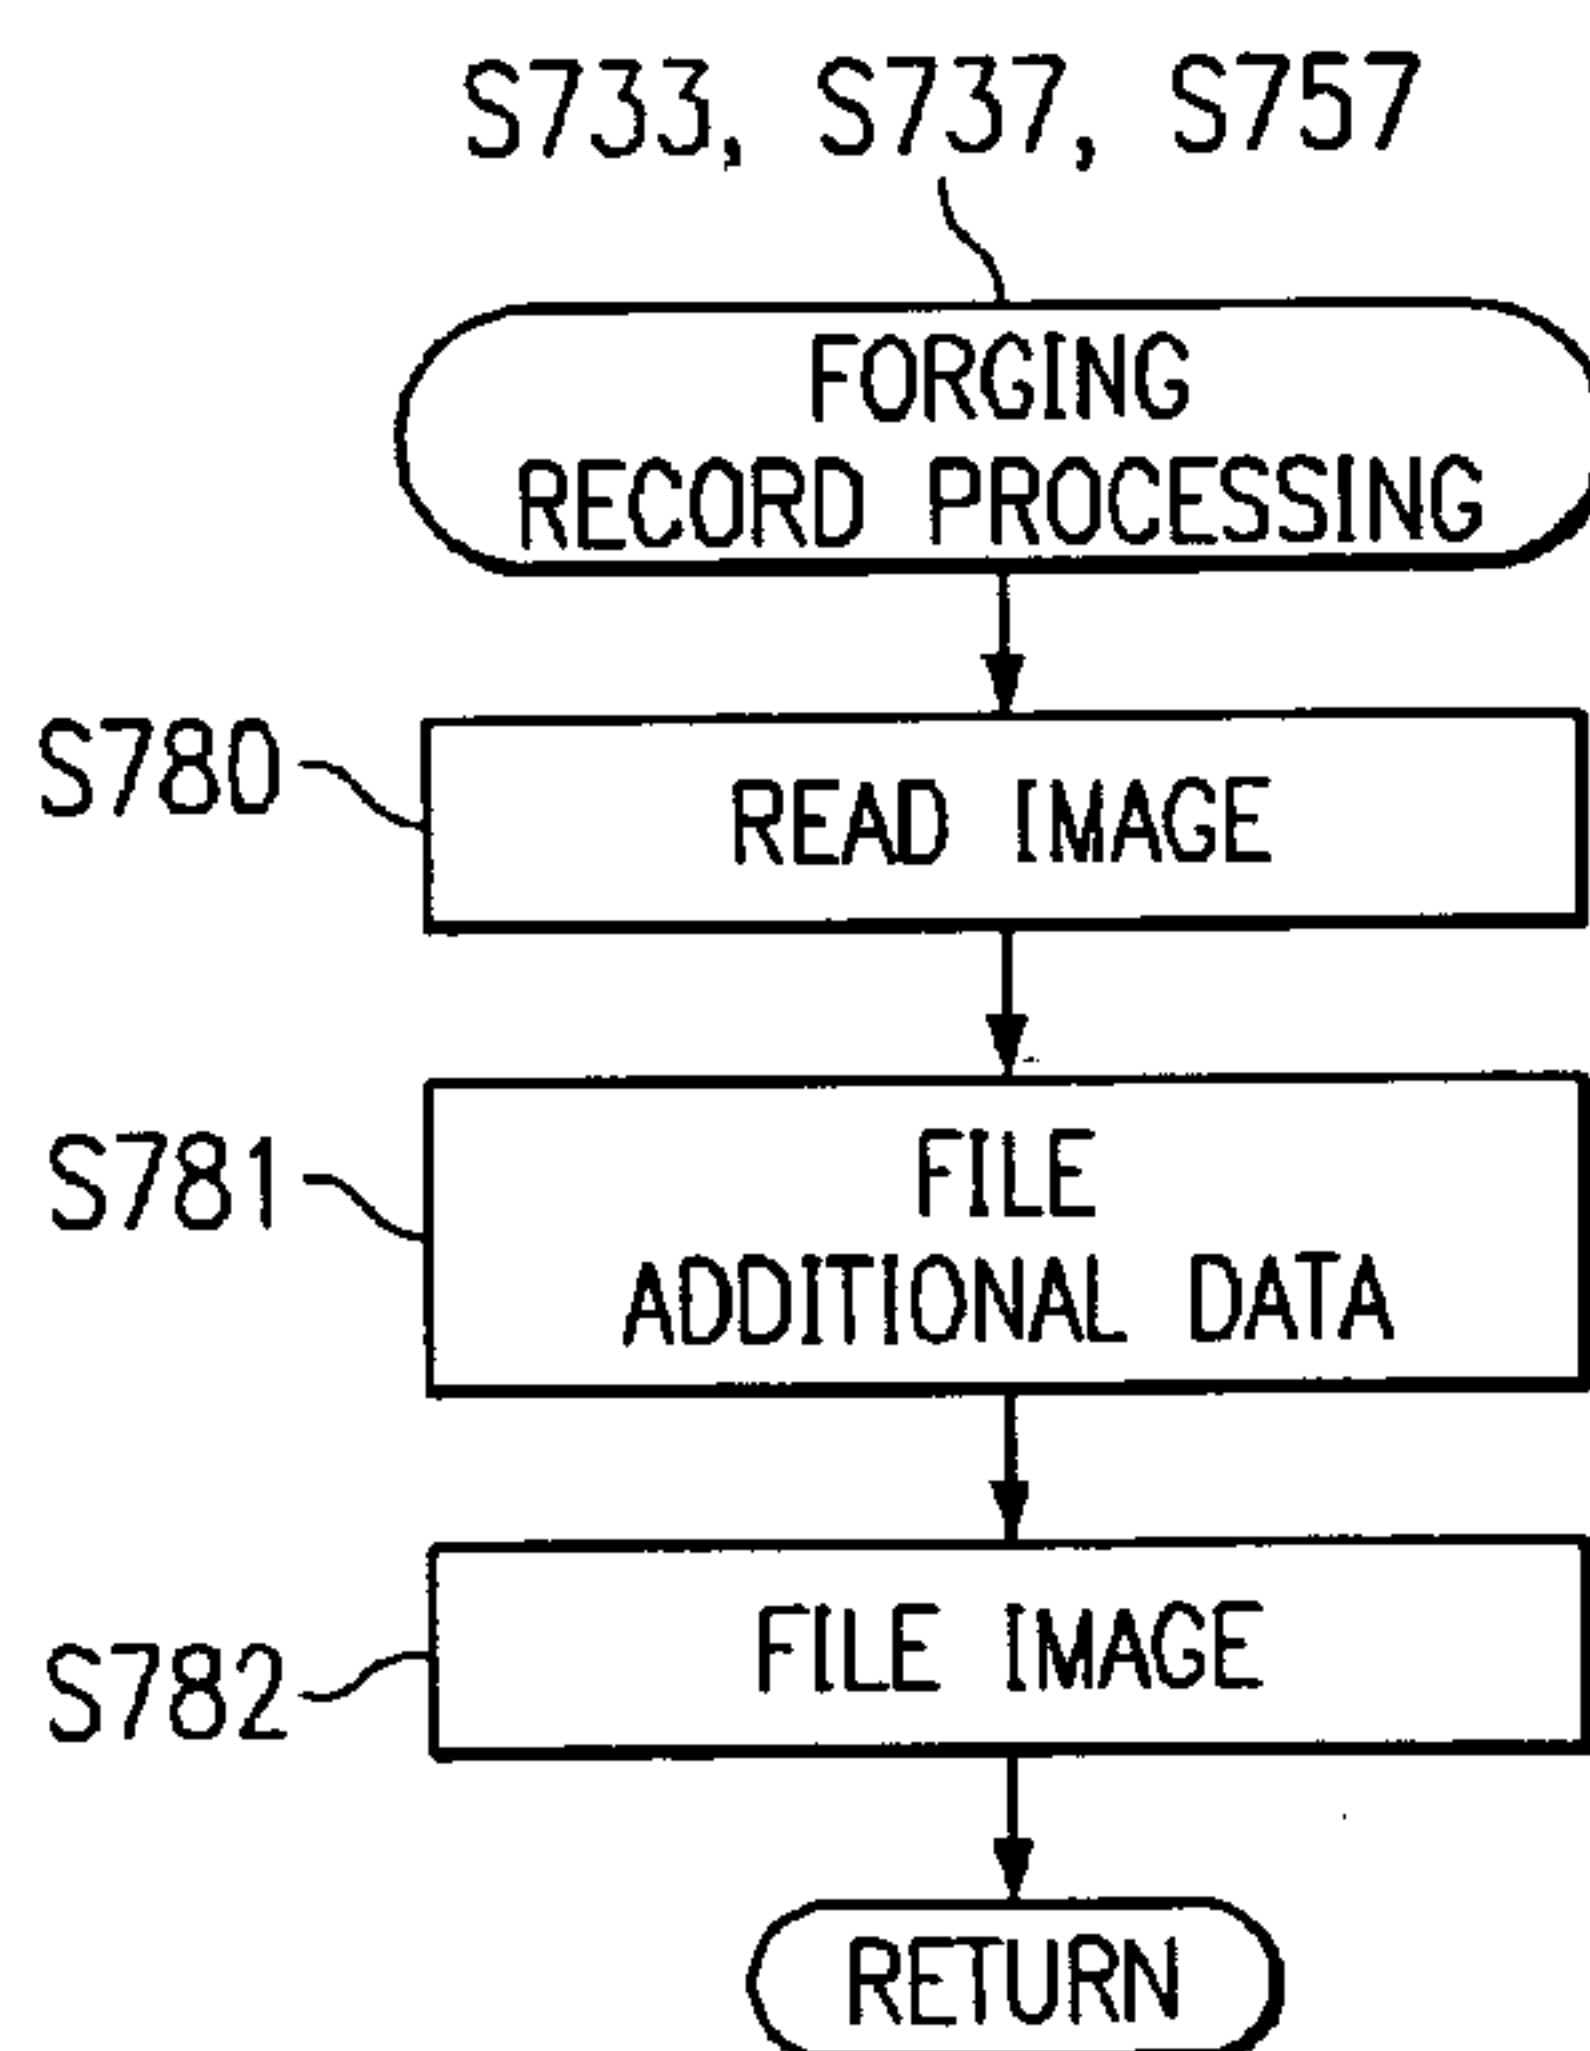 S733, S737, S757
FORGING
RECORD PROCESSING
S780
READ IMAGE
S781
FILE
ADDITIONAL DATA
S782
FILE IMAGE
RETURN